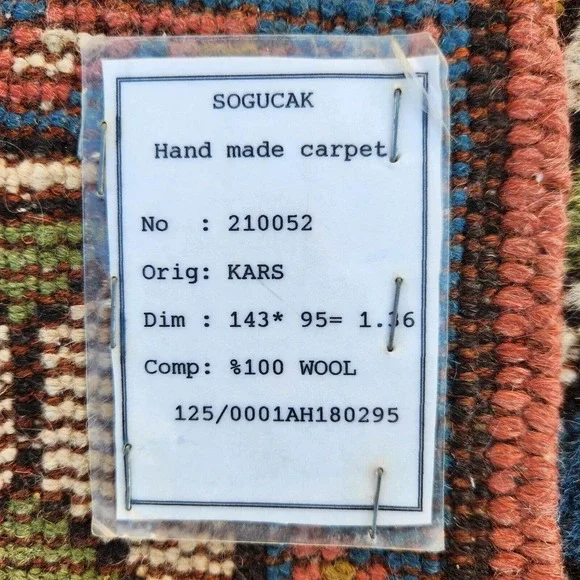 SOGUCAK
Hand made carpet
No : 210052
Orig: KARS
Dim : 143* 95= 1.36
Comp: %100 WOOL
125/0001AH180295